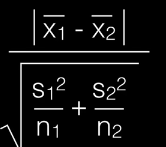 |x̅₁ - x̅₂|
√(s₁²/n₁ + s₂²/n₂)